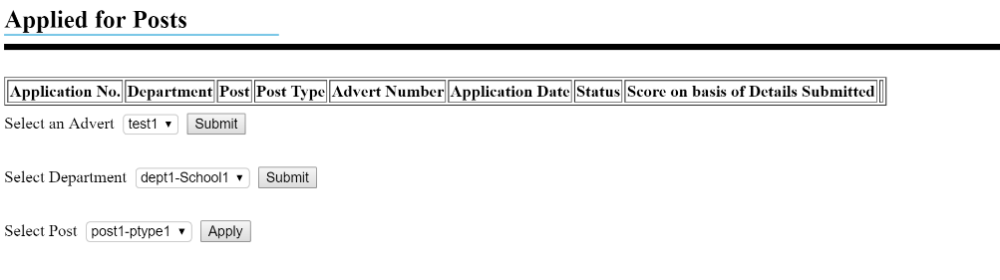 Applied for Posts
Application No. Department Post Post Type Advert Number Application Date Status Score on basis of Details Submitted
Select an Advert test1 Submit
Select Department dept1-School1 Submit
Select Post post1-ptype1 Apply